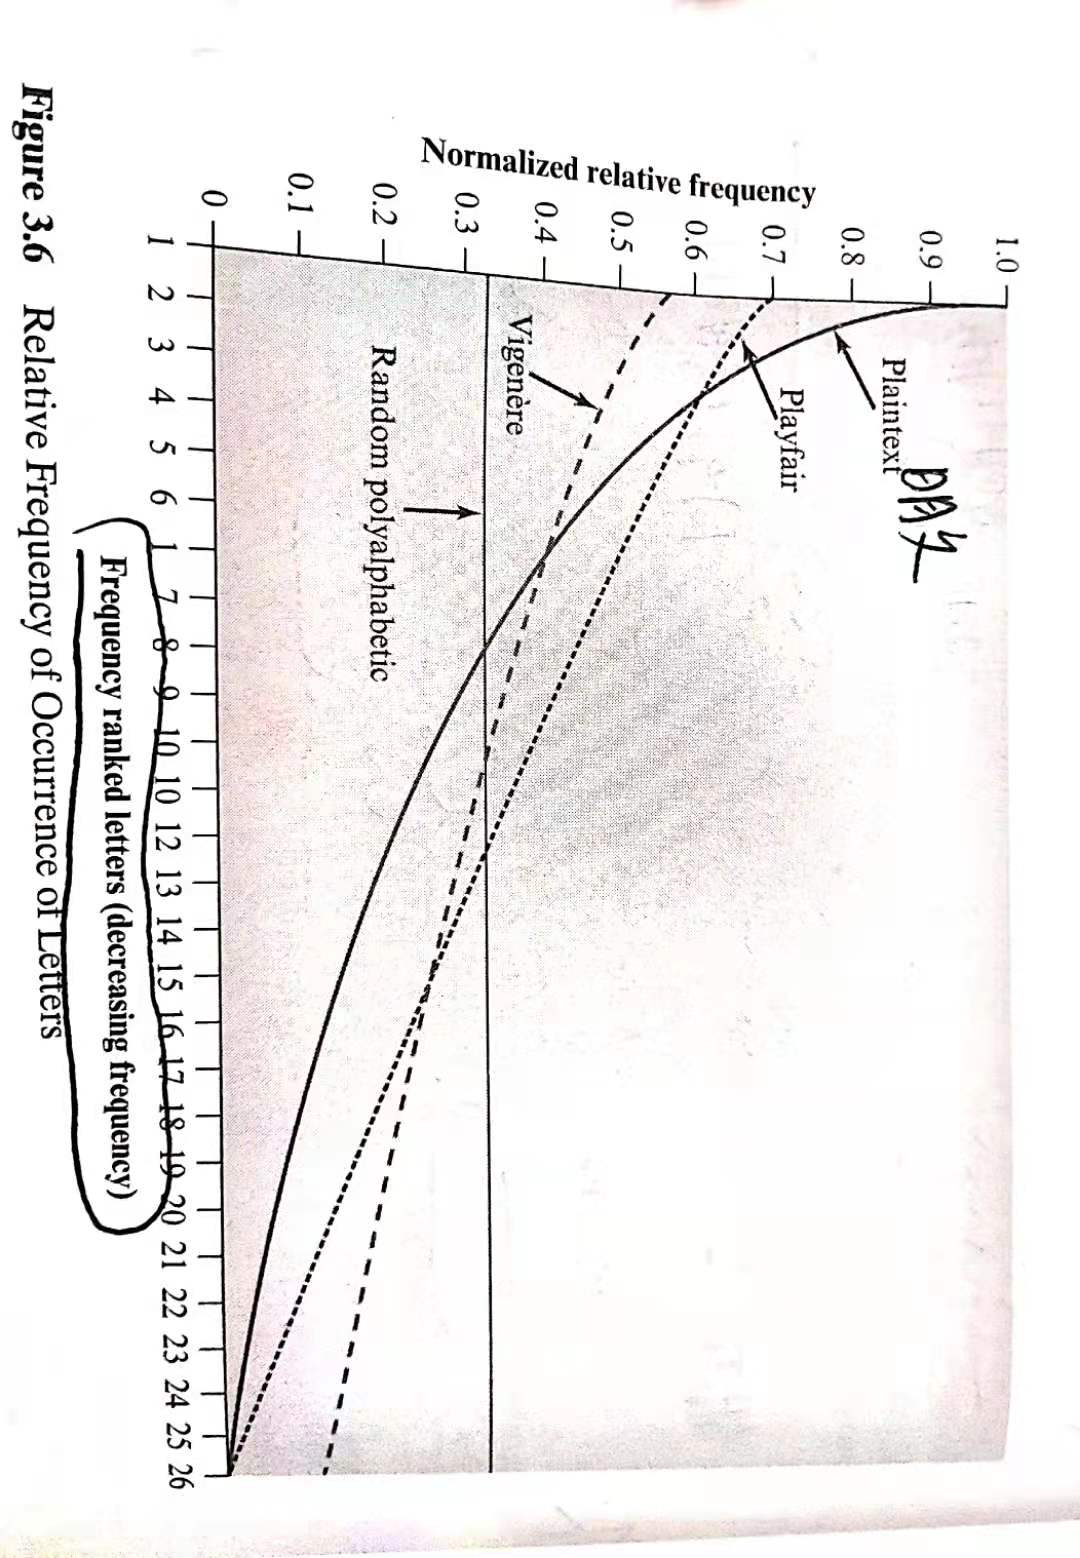 1.0
0.9
明文
Plaintext
0.8
Playfair
0.7
Normalized relative frequency
0.6
0.5
0.4
Vigenère
0.3
Random polyalphabetic
0.2
0.1
0
1 2 3 4 5 6 1 7 8 9 10 10 12 13 14 15 16 17 18 19 20 21 22 23 24 25 26
Frequency ranked letters (decreasing frequency)
Figure 3.6 Relative Frequency of Occurrence of Letters